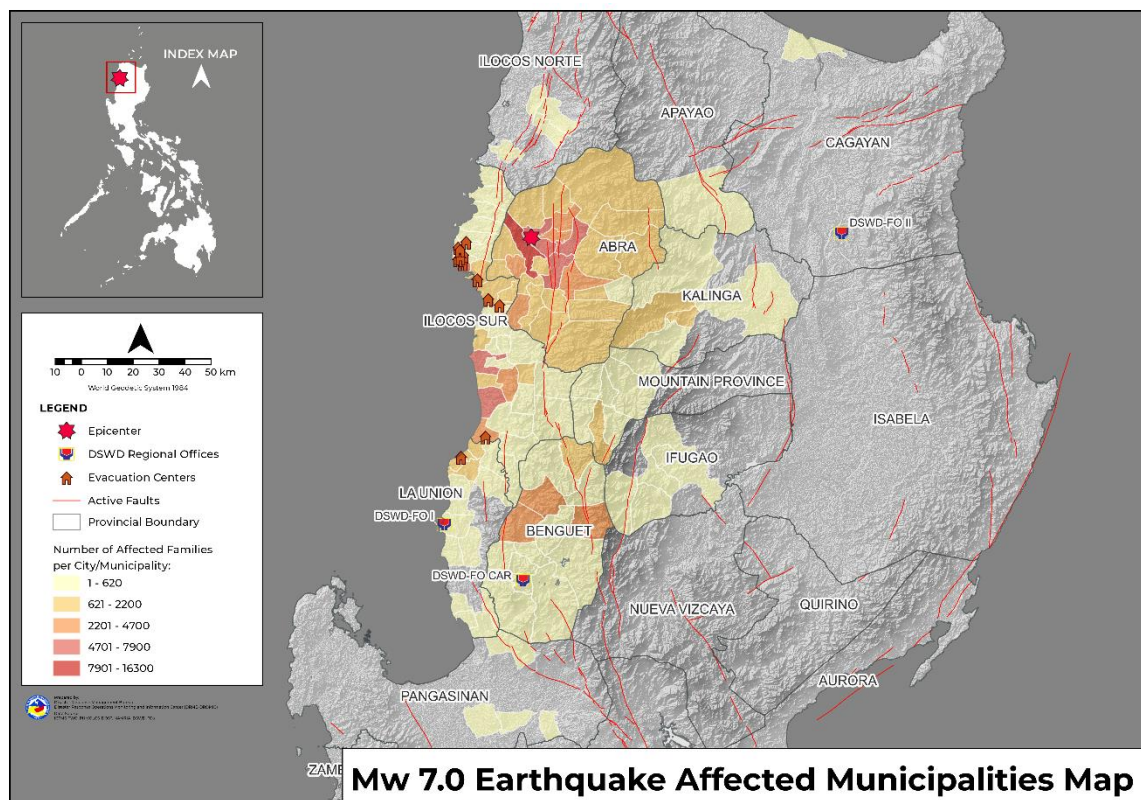 INDEX MAP
ILOCOS NORTE
APAYAO
CAGAYAN
DSWD-FO II
ABRA
KALINGA
ILOCOS SUR
MOUNTAIN PROVINCE
ISABELA
IFUGAO
LA UNION
DSWD-FO I
BENGUET
DSWD-FO CAR
NUEVA VIZCAYA
QUIRINO
AURORA
PANGASINAN
ZAM
10 0 10 20 30 40 50 km
World Geodetic System 1984
LEGEND
Epicenter
DSWD Regional Offices
Evacuation Centers
Active Faults
Provincial Boundary
Number of Affected Families
per City/Municipality:
1 - 620
621 - 2200
2201 - 4700
4701 - 7900
7901 - 16300
Prepared by:
Mw 7.0 Earthquake Affected Municipalities Map